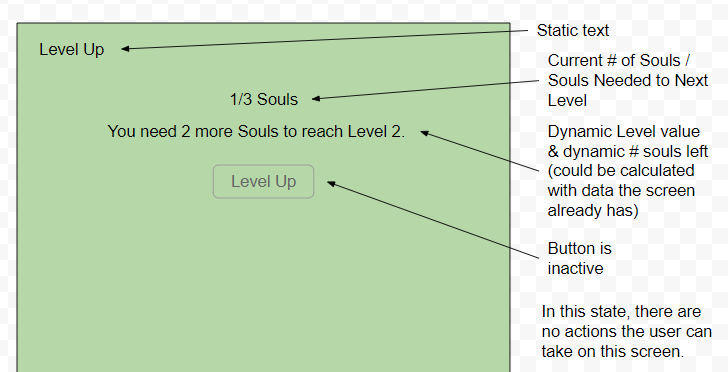 Level Up
Static text
1/3 Souls
Current # of Souls /
Souls Needed to Next
Level
You need 2 more Souls to reach Level 2.
Dynamic Level value
& dynamic # souls left
(could be calculated
with data the screen
already has)
Level Up
Button is
inactive
In this state, there are
no actions the user can
take on this screen.